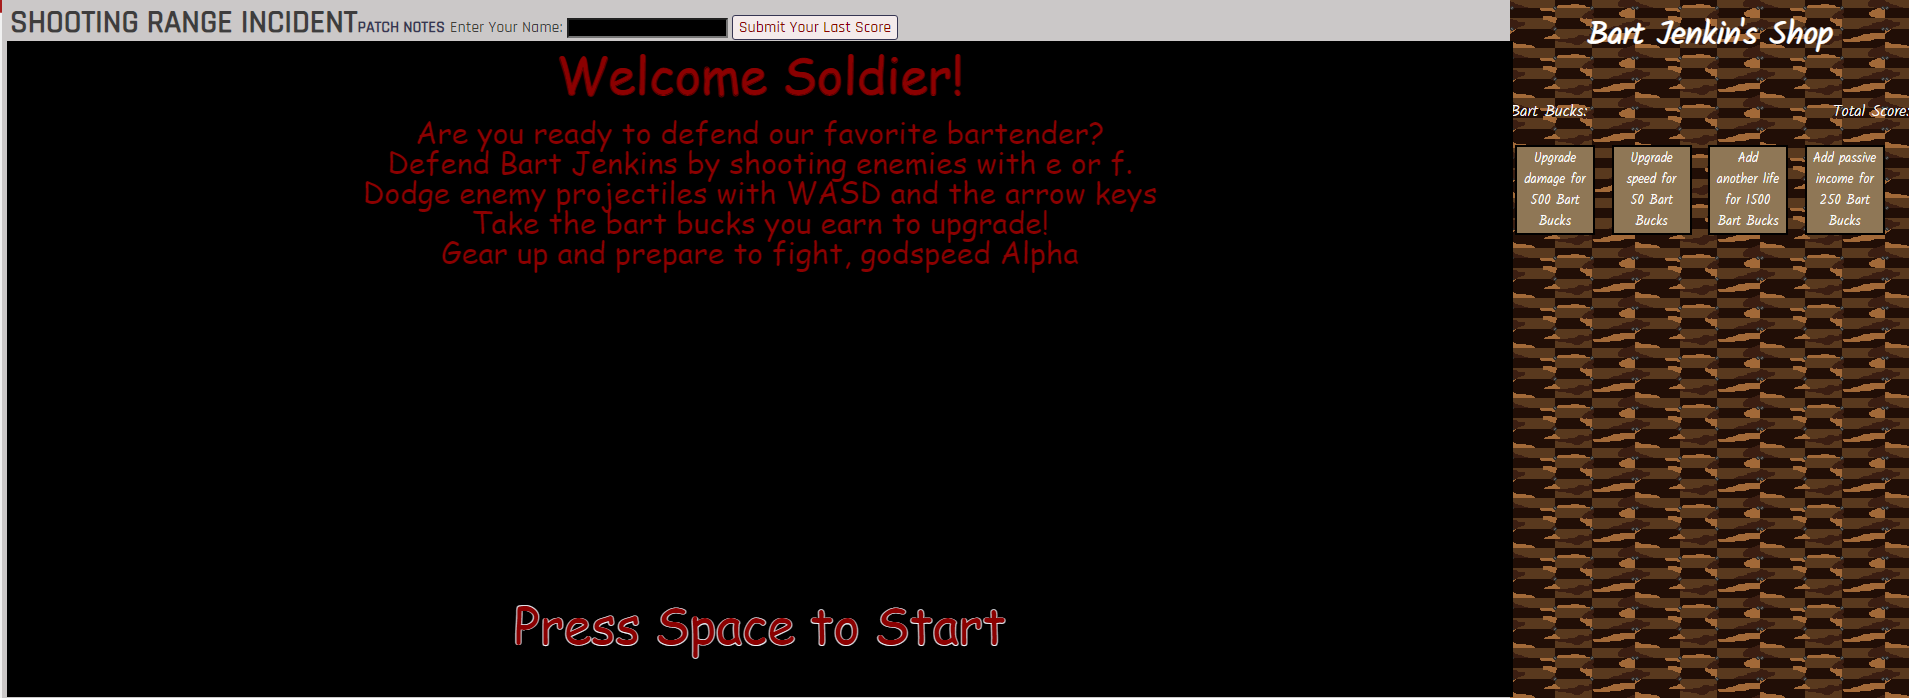 SHOOTING RANGE INCIDENT PATCH NOTES Enter Your Name: Submit Your Last Score
Welcome Soldier!
Are you ready to defend our favorite bartender?
Defend Bart Jenkins by shooting enemies with e or f.
Dodge enemy projectiles with WASD and the arrow keys
Take the bart bucks you earn to upgrade!
Gear up and prepare to fight, godspeed Alpha
Press Space to Start
Bart Jenkin's Shop
Bart Bucks:
Total Score:
Upgrade
damage for
500 Bart
Bucks
Upgrade
speed for
50 Bart
Bucks
Add
another life
for 1500
Bart Bucks
Add passive
income for
250 Bart
Bucks